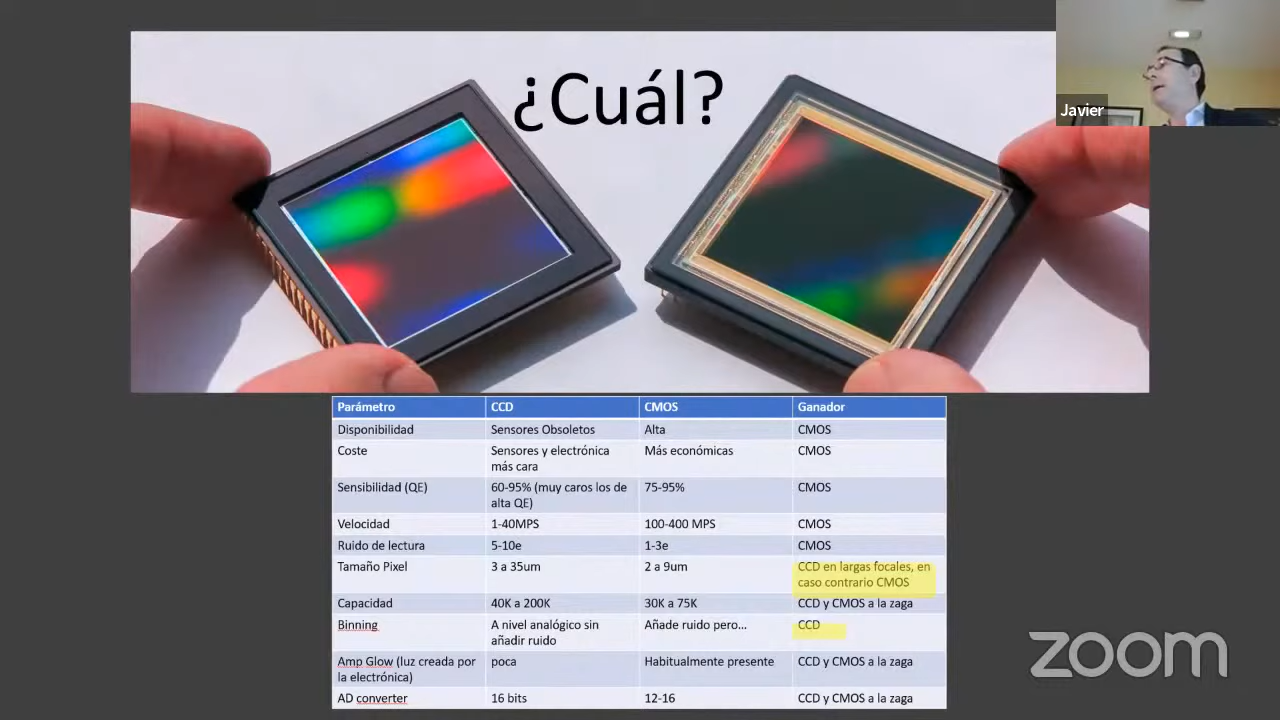 ¿Cuál?
Javier
Parámetro CCD CMOS Ganador
Disponibilidad Sensores Obsoletos Alta CMOS
Coste Sensores y electrónica más cara Más económicas CMOS
Sensibilidad (QE) 60-95% (muy caros los de alta QE) 75-95% CMOS
Velocidad 1-40MPS 100-400 MPS CMOS
Ruido de lectura 5-10e 1-3e CMOS
Tamaño Pixel 3 a 35um 2 a 9um CCD en largas focales, en caso contrario CMOS
Capacidad 40K a 200K 30K a 75K CCD y CMOS a la zaga
Binning A nivel analógico sin añadir ruido Añade ruido pero... CCD
Amp Glow (luz creada por la electrónica) poca Habitualmente presente CCD y CMOS a la zaga
AD converter 16 bits 12-16 CCD y CMOS a la zaga
zoom